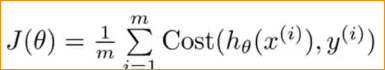 J(θ) = 1/m ∑_{i=1}^{m} Cost(h_θ(x^{(i)}), y^{(i)})